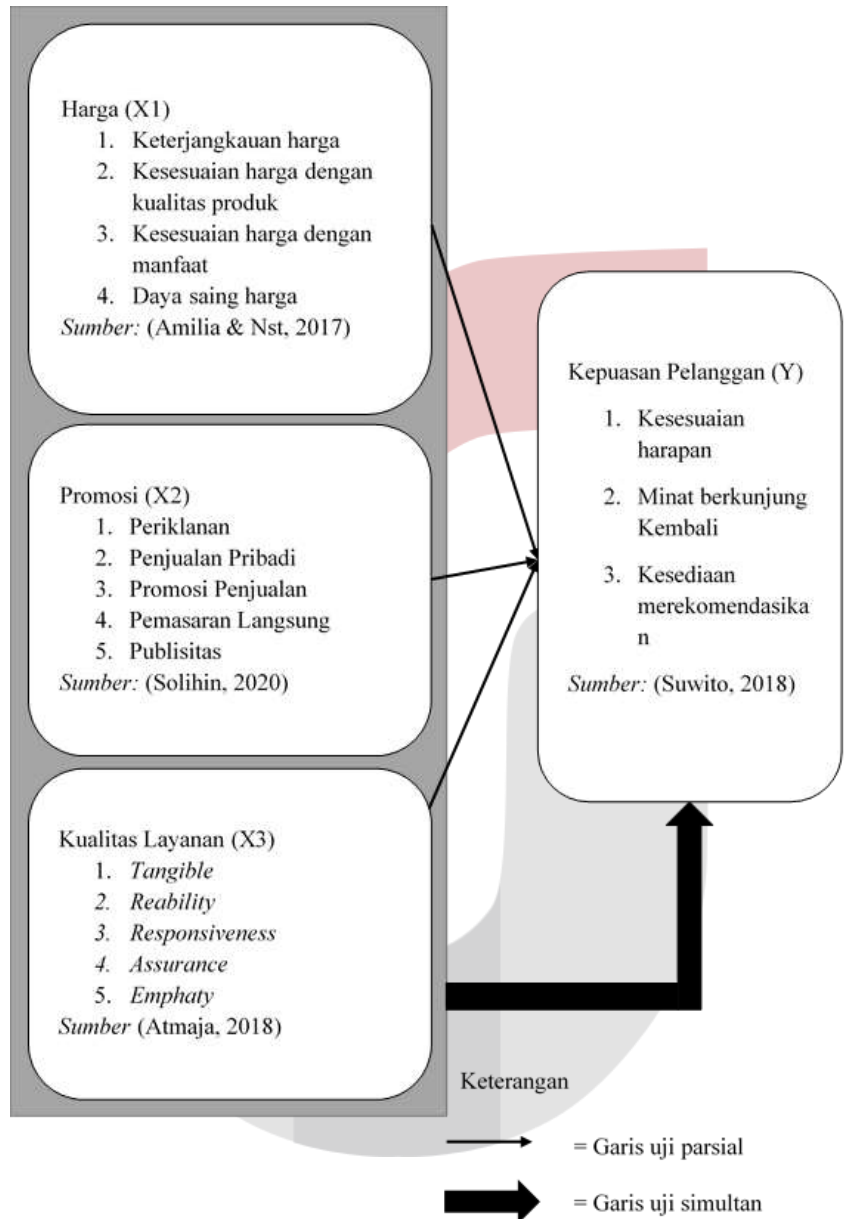 Harga (X1)
1. Keterjangkauan harga
2. Kesesuaian harga dengan
kualitas produk
3. Kesesuaian harga dengan
manfaat
4. Daya saing harga
Sumber: (Amilia & Nst, 2017)
Promosi (X2)
1. Periklanan
2. Penjualan Pribadi
3. Promosi Penjualan
4. Pemasaran Langsung
5. Publisitas
Sumber: (Solihin, 2020)
Kualitas Layanan (X3)
1. Tangible
2. Reability
3. Responsiveness
4. Assurance
5. Emphaty
Sumber (Atmaja, 2018)
Kepuasan Pelanggan (Y)
1. Kesesuaian
harapan
2. Minat berkunjung
Kembali
3. Kesediaan
merekomendasika
n
Sumber: (Suwito, 2018)
Keterangan
= Garis uji parsial
= Garis uji simultan